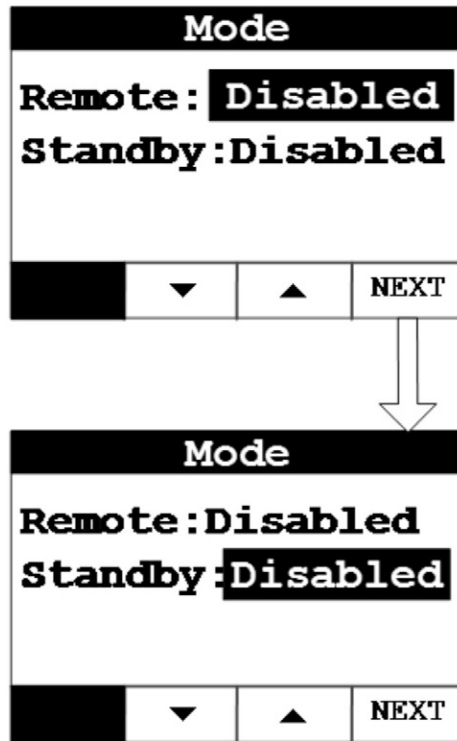 Mode
Remote: Disabled
Standby:Disabled
▼ ▲ NEXT
Mode
Remote:Disabled
Standby:Disabled
▼ ▲ NEXT